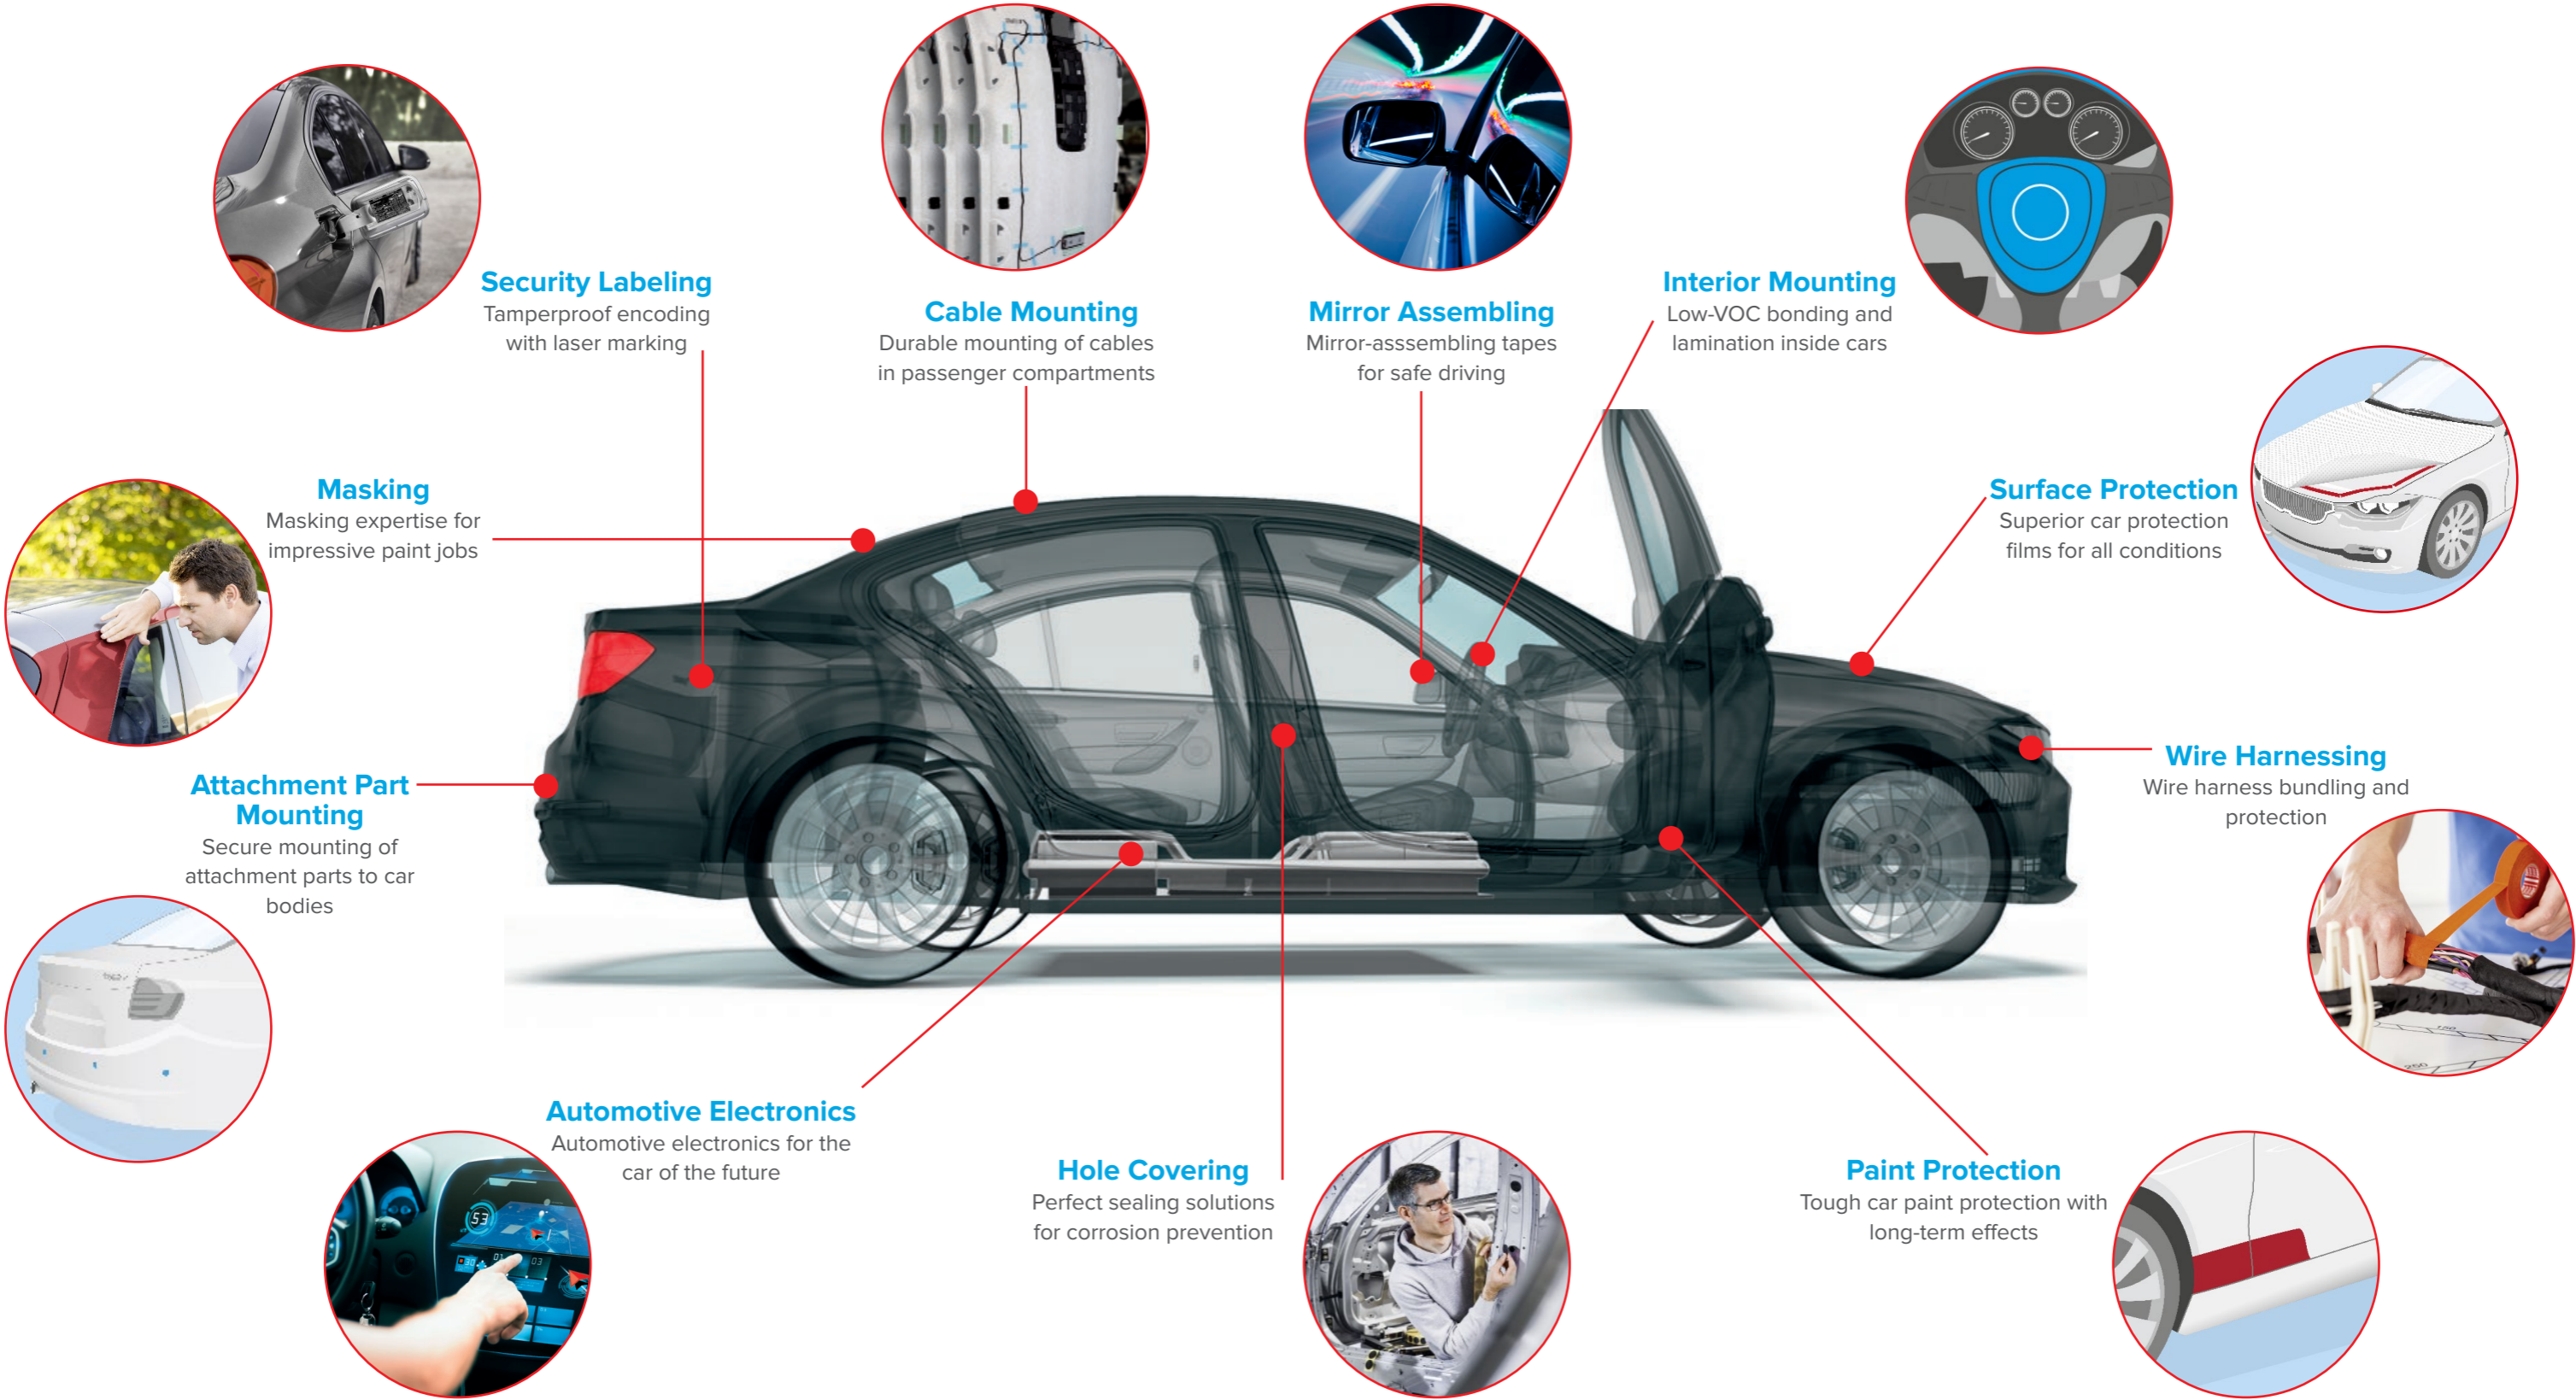 Security Labeling
Tamperproof encoding
with laser marking
Cable Mounting
Durable mounting of cables
in passenger compartments
Mirror Assembling
Mirror-asssembling tapes
for safe driving
Interior Mounting
Low-VOC bonding and
lamination inside cars
Masking
Masking expertise for
impressive paint jobs
Surface Protection
Superior car protection
films for all conditions
Attachment Part
Mounting
Secure mounting of
attachment parts to car
bodies
Wire Harnessing
Wire harness bundling and
protection
Automotive Electronics
Automotive electronics for the
car of the future
53
03
Hole Covering
Perfect sealing solutions
for corrosion prevention
Paint Protection
Tough car paint protection with
long-term effects
150